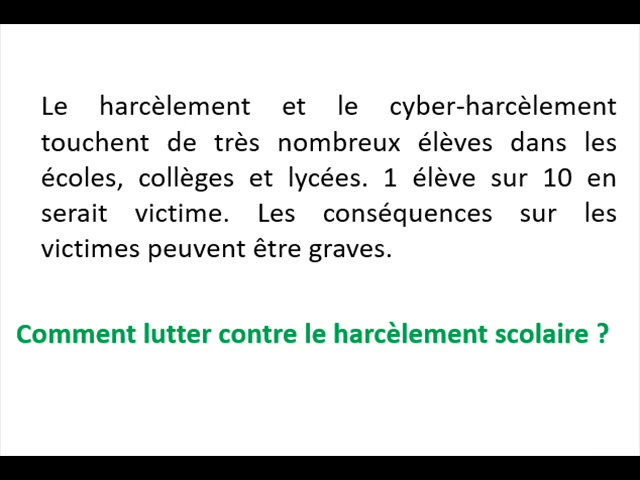 Le harcèlement et le cyber-harcèlement
touchent de très nombreux élèves dans les
écoles, collèges et lycées. 1 élève sur 10 en
serait victime. Les conséquences sur les
victimes peuvent être graves.
Comment lutter contre le harcèlement scolaire ?